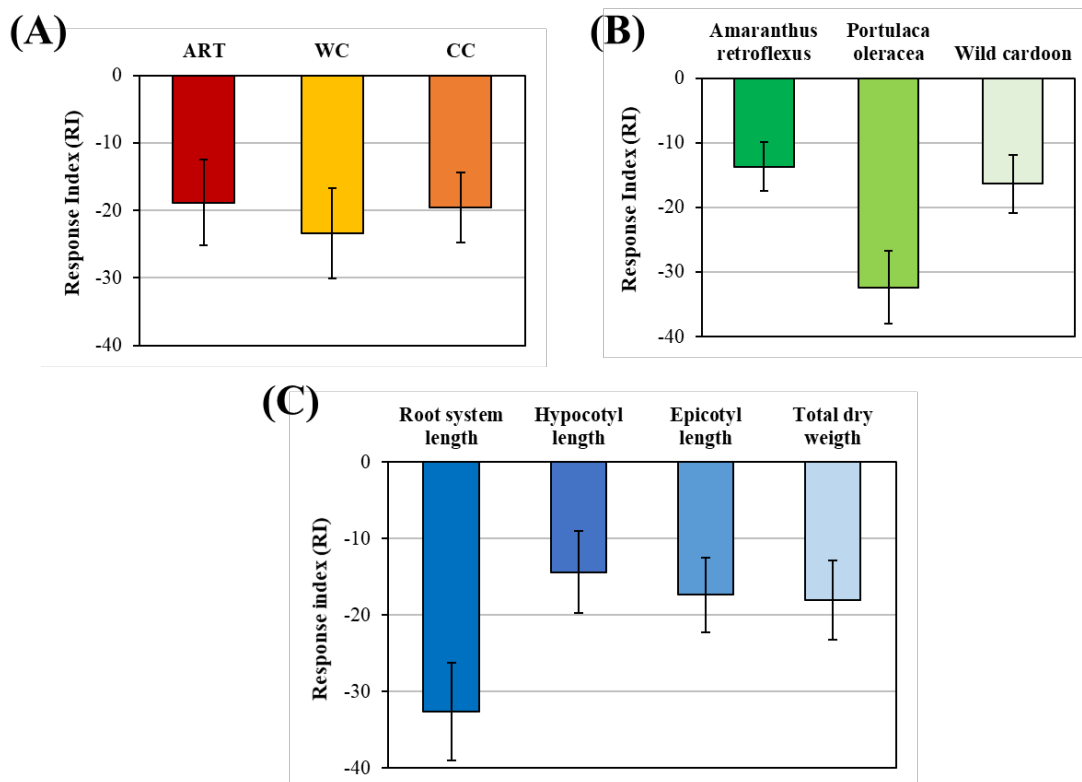 (A)
ART WC CC
0
-10
-20
-30
-40
Response Index (RI)
(B)
Amaranthus
retroflexus
Portulaca
oleracea
Wild cardoon
0
-10
-20
-30
-40
Response Index (RI)
(C)
Root system
length
Hypocotyl
length
Epicotyl
length
Total dry
weigth
0
-10
-20
-30
-40
Response index (RI)